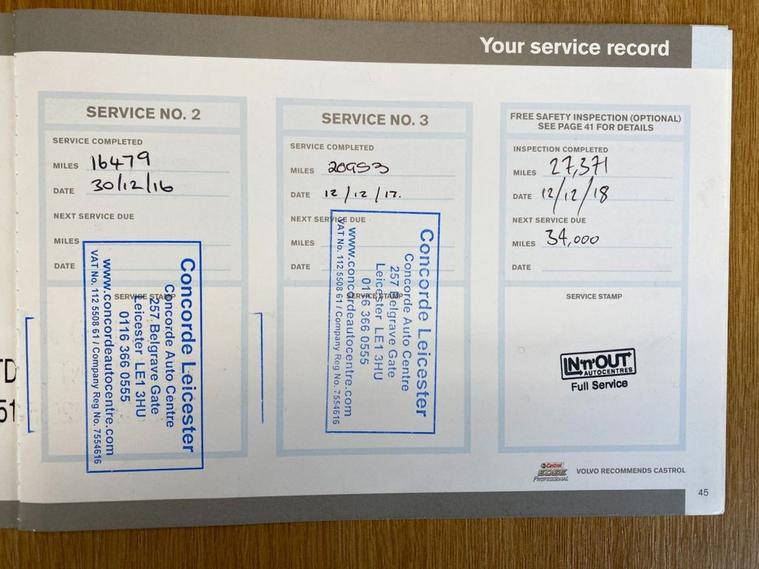 Your service record
SERVICE NO. 2
SERVICE COMPLETED
MILES 16479
DATE 30/12/16
NEXT SERVICE DUE
MILES
DATE
SERVICE STAMP
Concorde Leicester
Concorde Auto Centre
257 Belgrave Gate
Leicester LE1 3HU
0116 366 0555
www.concordeautocentre.com
VAT No. 112 5508 61 / Company Reg No. 7554616
SERVICE NO. 3
SERVICE COMPLETED
MILES 20953
DATE 12/12/17.
NEXT SERVICE DUE
MILES
DATE
SERVICE STAMP
Concorde Leicester
Concorde Auto Centre
257 Belgrave Gate
Leicester LE1 3HU
0116 366 0555
www.concordeautocentre.com
VAT No. 112 5508 61 / Company Reg No. 7554616
FREE SAFETY INSPECTION (OPTIONAL)
SEE PAGE 41 FOR DETAILS
INSPECTION COMPLETED
MILES 27,371
DATE 12/12/18
NEXT SERVICE DUE
MILES 34,000
DATE
SERVICE STAMP
IN'n'OUT
AUTOCENTRES
Full Service
Castrol
EDGE
Professional
VOLVO RECOMMENDS CASTROL
45
TD
51